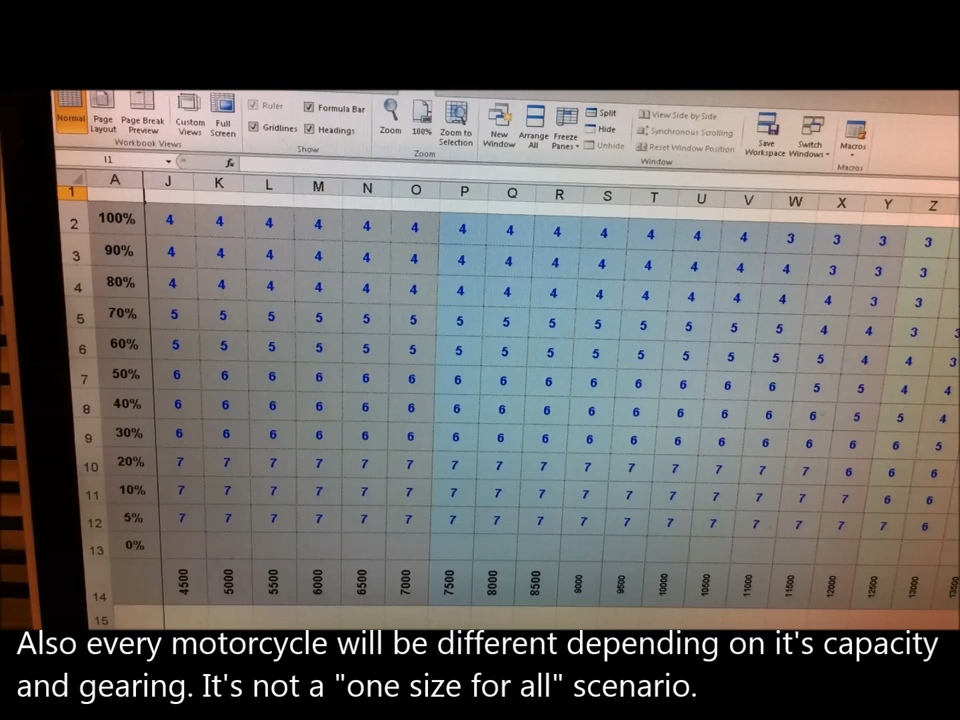 Normal Page Layout Page Break Preview Custom Views Full Screen
Workbook Views
Ruler Formula Bar
Gridlines Headings
Show
Zoom 100% Zoom to Selection
Zoom
New Window Arrange All Freeze Panes
Split
Hide
Unhide
View Side by Side
Synchronous Scrolling
Reset Window Position
Window
Save Workspace Switch Windows
Macros
Macros
I1 fx
A J K L M N O P Q R S T U V W X Y Z
1
2 100% 4 4 4 4 4 4 4 4 4 4 4 4 4 3 3 3 3
3 90% 4 4 4 4 4 4 4 4 4 4 4 4 4 4 3 3 3
4 80% 4 4 4 4 4 4 4 4 4 4 4 4 4 4 4 3 3
5 70% 5 5 5 5 5 5 5 5 5 5 5 5 5 5 4 4 3 3
6 60% 5 5 5 5 5 5 5 5 5 5 5 5 5 5 5 4 4 3
7 50% 6 6 6 6 6 6 6 6 6 6 6 6 6 6 5 5 4 4
8 40% 6 6 6 6 6 6 6 6 6 6 6 6 6 6 6 5 5 4
9 30% 6 6 6 6 6 6 6 6 6 6 6 6 6 6 6 6 6 5
10 20% 7 7 7 7 7 7 7 7 7 7 7 7 7 7 7 6 6 6
11 10% 7 7 7 7 7 7 7 7 7 7 7 7 7 7 7 7 6 6
12 5% 7 7 7 7 7 7 7 7 7 7 7 7 7 7 7 7 7 6
13 0%
14 4500 5000 5500 6000 6500 7000 7500 8000 8500 9000 9500 10000 10500 11000 11500 12000 12500 13000 13500
15
Also every motorcycle will be different depending on it's capacity
and gearing. It's not a "one size for all" scenario.